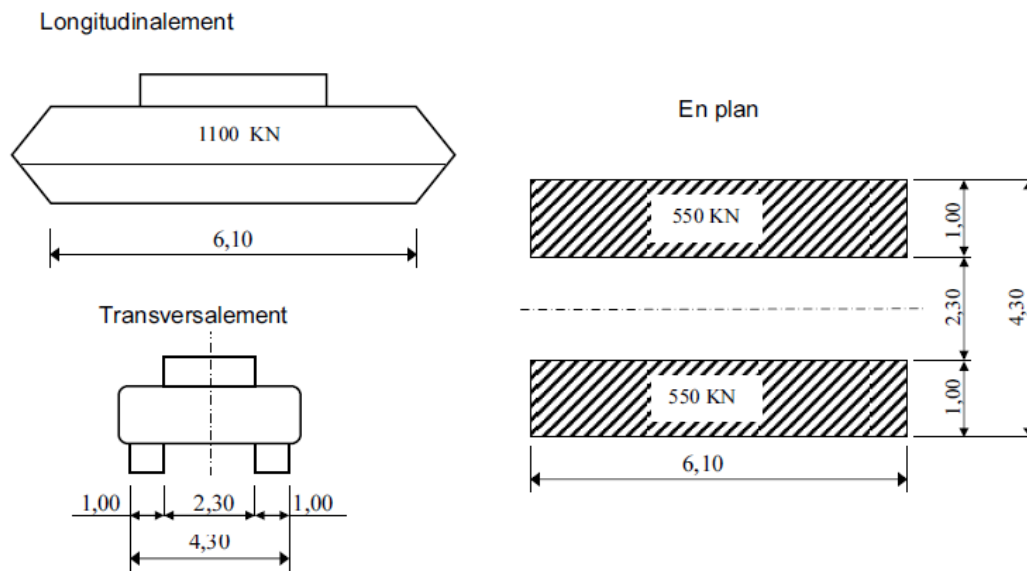 Longitudinalement
1100 KN
6,10
Transversalement
1,00
2,30
1,00
4,30
En plan
550 KN
550 KN
6,10
1,00
2,30
1,00
4,30